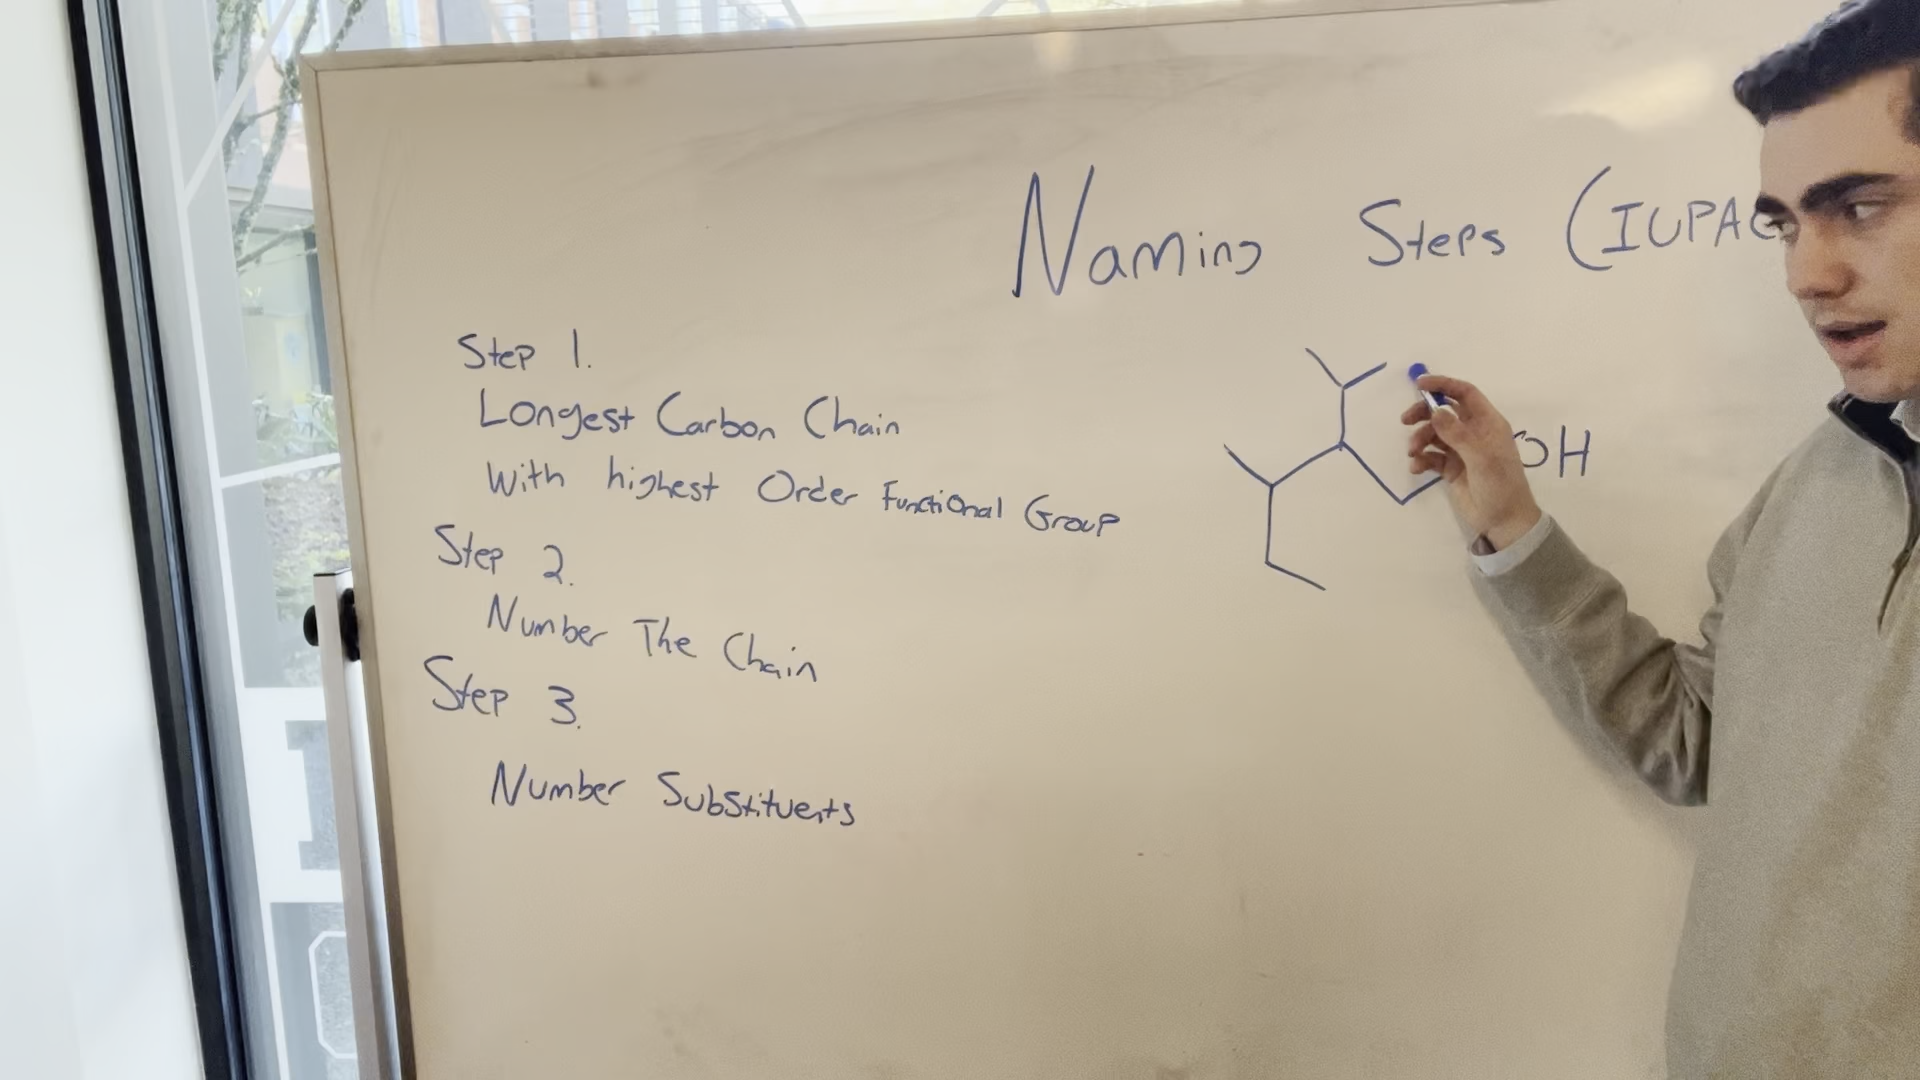 Naming Steps (IUPAC
Step 1.
Longest Carbon Chain
With highest Order Functional Group
Step 2.
Number The Chain
Step 3.
Number Substituents
OH